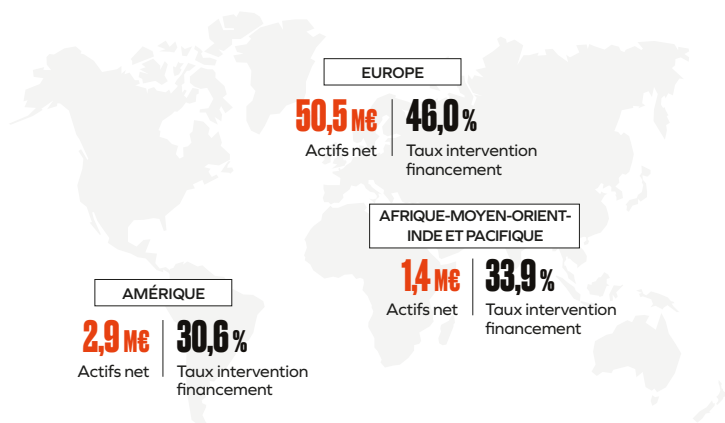 EUROPE
50,5 M€ 46,0 %
Actifs net Taux intervention
financement
AFRIQUE-MOYEN-ORIENT-
INDE ET PACIFIQUE
1,4 M€ 33,9 %
Actifs net Taux intervention
financement
AMÉRIQUE
2,9 M€ 30,6 %
Actifs net Taux intervention
financement